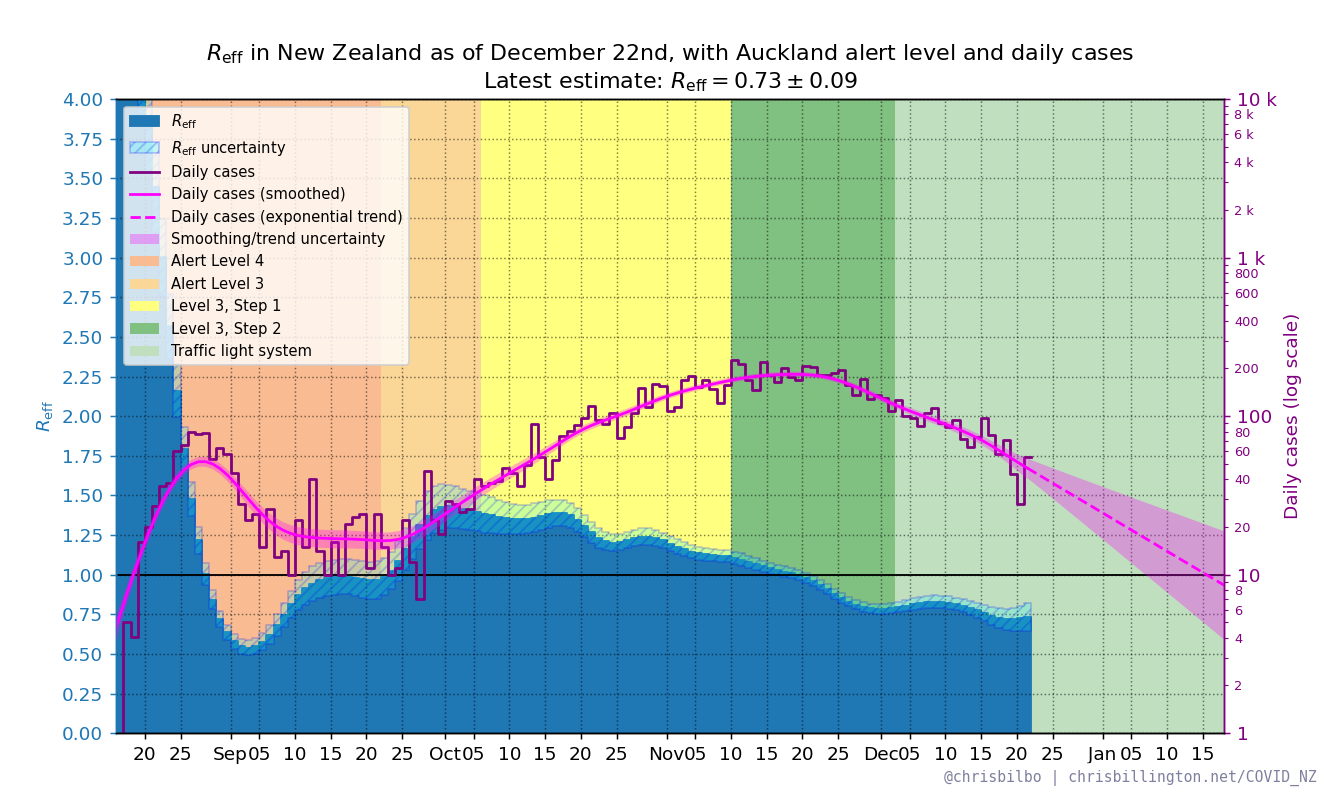 Reff in New Zealand as of December 22nd, with Auckland alert level and daily cases
Latest estimate: Reff = 0.73 ± 0.09
4.00
3.75
3.50
3.25
3.00
2.75
2.50
2.25
2.00
1.75
1.50
1.25
1.00
0.75
0.50
0.25
0.00
Reff
Reff
Reff uncertainty
Daily cases
Daily cases (smoothed)
Daily cases (exponential trend)
Smoothing/trend uncertainty
Alert Level 4
Alert Level 3
Level 3, Step 1
Level 3, Step 2
Traffic light system
10 k
8 k
6 k
4 k
2 k
1 k
800
600
400
200
100
80
60
40
20
10
8
6
4
2
1
Daily cases (log scale)
20 25 Sep 05 10 15 20 25 Oct 05 10 15 20 25 Nov 05 10 15 20 25 Dec 05 10 15 20 25 Jan 05 10 15
@chrisbilbo | chrisbillington.net/COVID_NZ